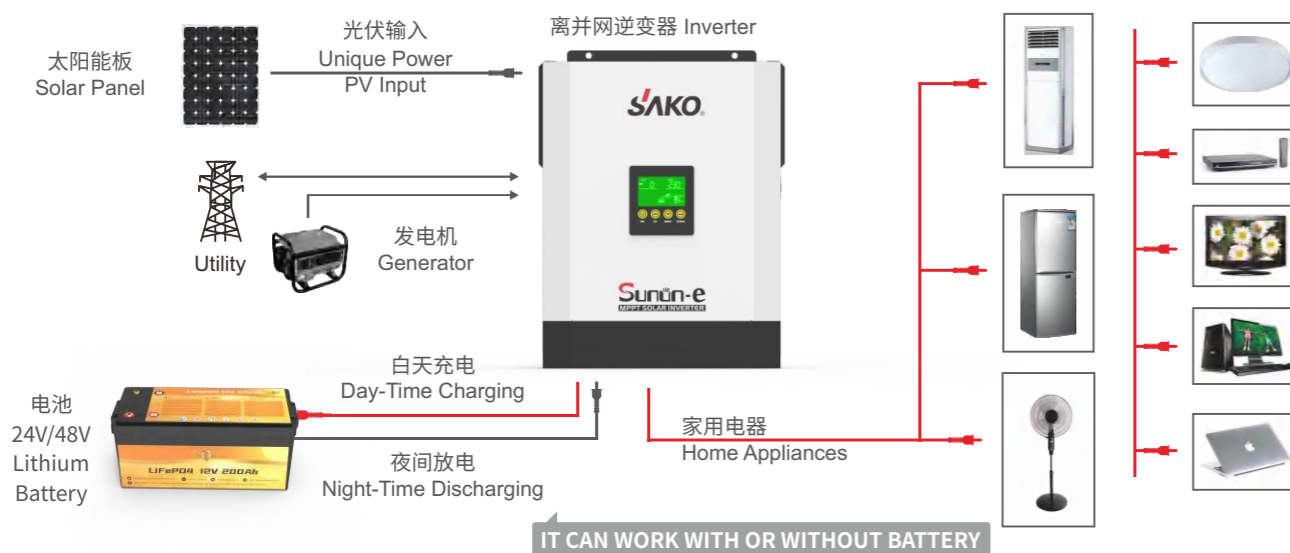 太阳能板
Solar Panel
光伏输入
Unique Power
PV Input
离并网逆变器 Inverter
SAKO®
Utility
发电机
Generator
Sunün-e
MPPT SOLAR INVERTER
白天充电
Day-Time Charging
电池
24V/48V
Lithium
Battery
LiFePO4 12V 200Ah
夜间放电
Night-Time Discharging
家用电器
Home Appliances
IT CAN WORK WITH OR WITHOUT BATTERY